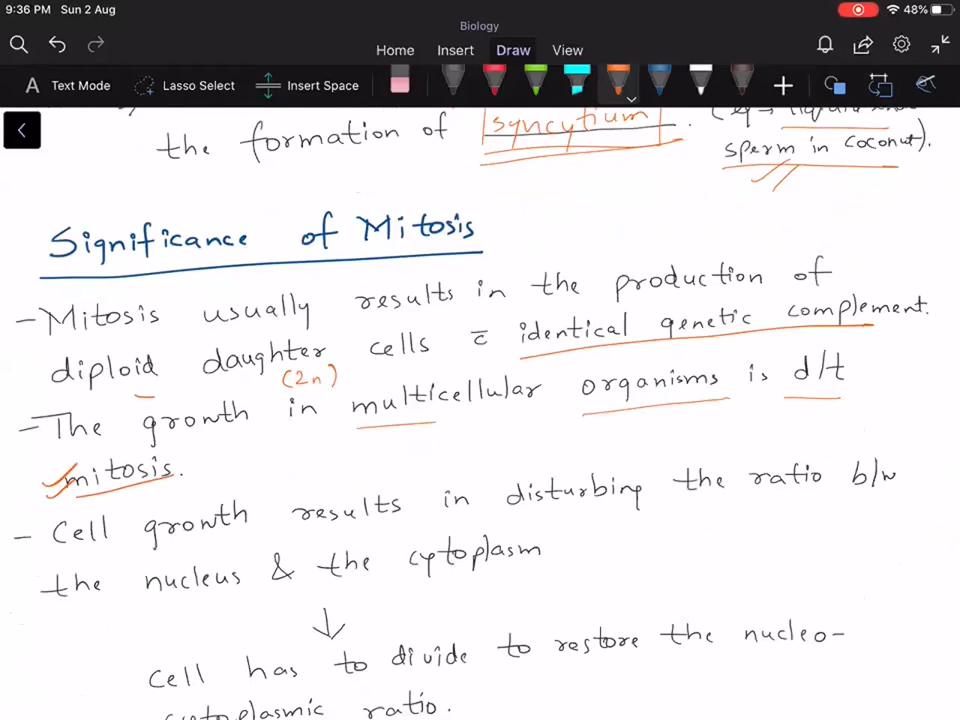 9:36 PM Sun 2 Aug
48%
Biology
Home Insert Draw View
Text Mode Lasso Select Insert Space
the formation of syncytium.
sperm in coconut).
Significance of Mitosis
- Mitosis usually results in the production of
diploid daughter cells c̄ identical genetic complement.
(2n)
- The growth in multicellular organisms is d/t
mitosis.
- Cell growth results in disturbing the ratio b/w
the nucleus & the cytoplasm
↓
Cell has to divide to restore the nucleo-
cytoplasmic ratio.